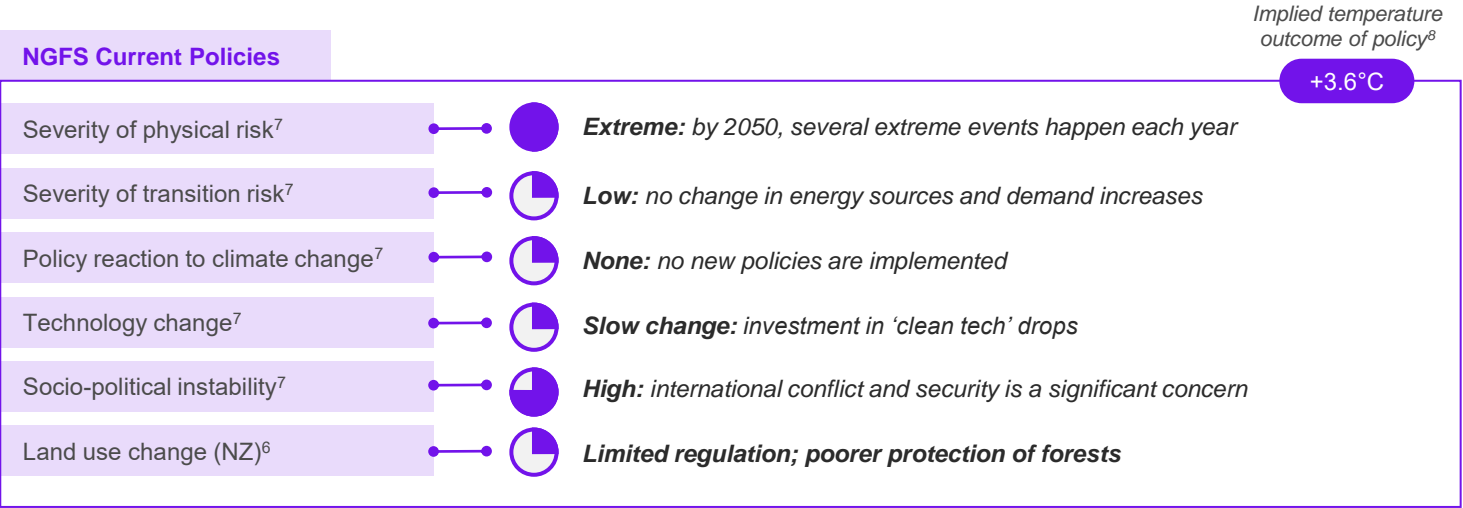 Implied temperature
outcome of policy8
NGFS Current Policies
+3.6°C
Severity of physical risk7
Extreme: by 2050, several extreme events happen each year
Severity of transition risk7
Low: no change in energy sources and demand increases
Policy reaction to climate change7
None: no new policies are implemented
Technology change7
Slow change: investment in ‘clean tech’ drops
Socio-political instability7
High: international conflict and security is a significant concern
Land use change (NZ)6
Limited regulation; poorer protection of forests